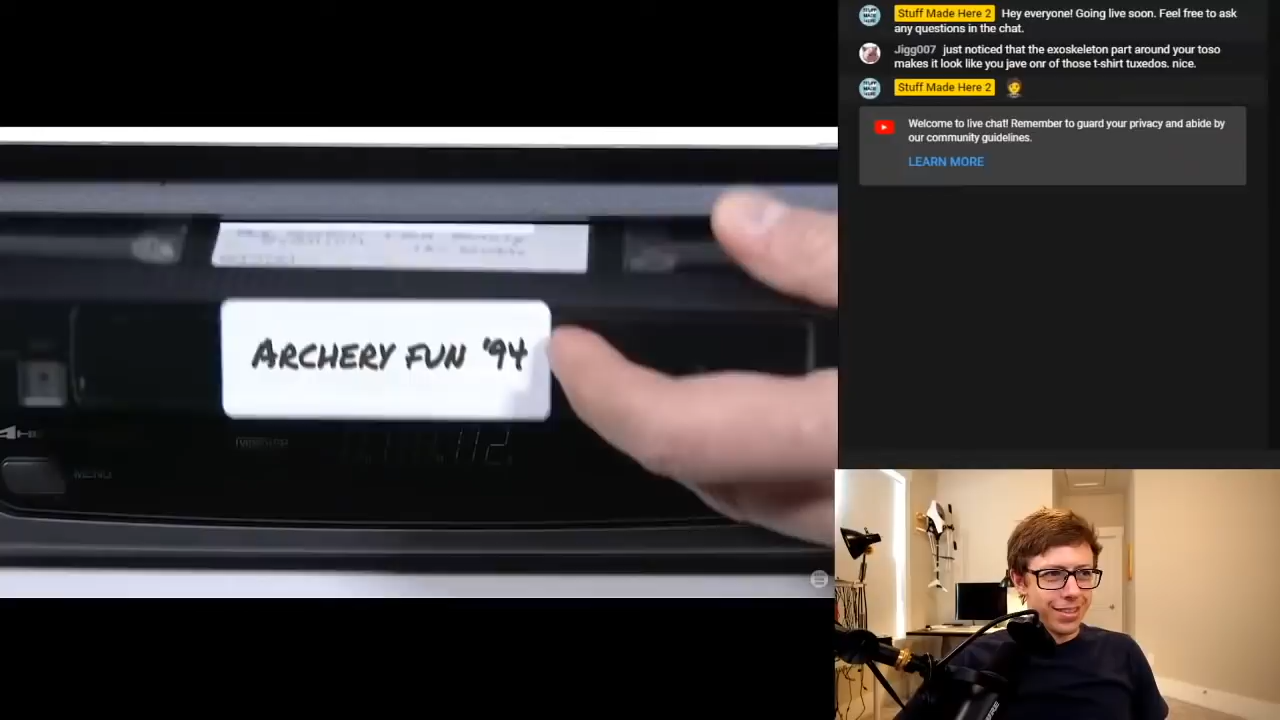 Stuff Made Here 2 Hey everyone! Going live soon. Feel free to ask
any questions in the chat.
Jigg007 just noticed that the exoskeleton part around your toso
makes it look like you jave onr of those t-shirt tuxedos. nice.
Stuff Made Here 2
Welcome to live chat! Remember to guard your privacy and abide by
our community guidelines.
LEARN MORE
ARCHERY FUN '94
MENU